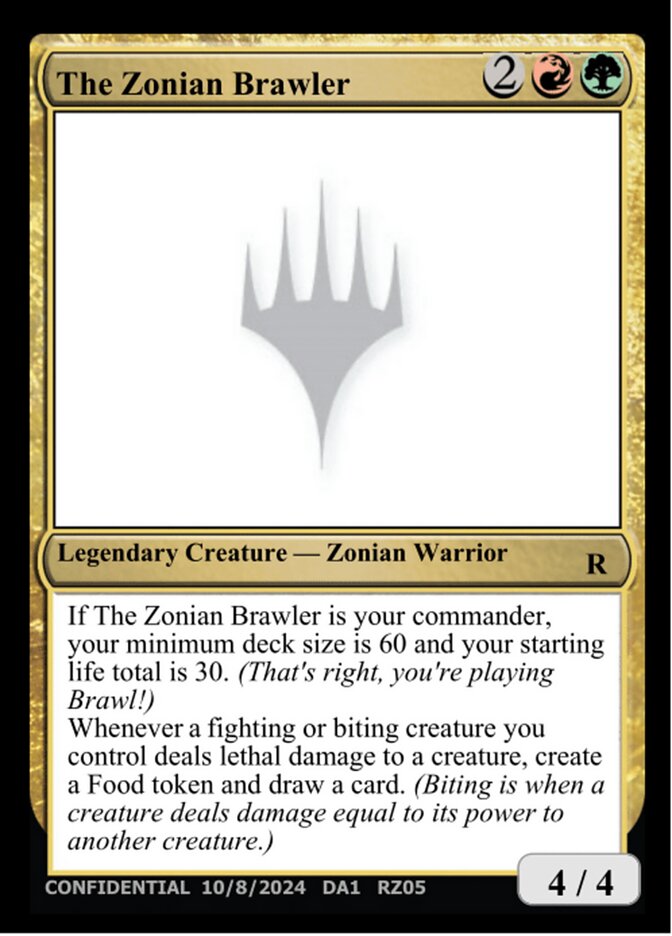 The Zonian Brawler 2
Legendary Creature — Zonian Warrior R
If The Zonian Brawler is your commander,
your minimum deck size is 60 and your starting
life total is 30. (That's right, you're playing
Brawl!)
Whenever a fighting or biting creature you
control deals lethal damage to a creature, create
a Food token and draw a card. (Biting is when a
creature deals damage equal to its power to
another creature.)
CONFIDENTIAL 10/8/2024 DA1 RZ05
4 / 4